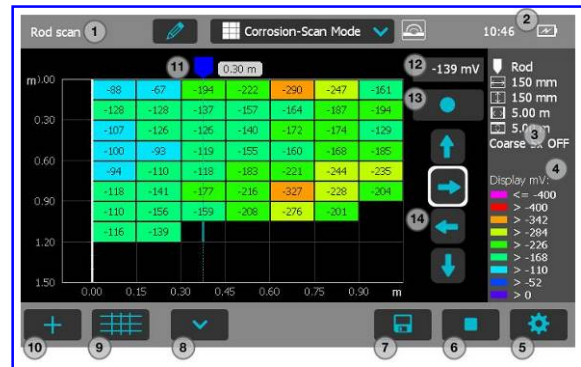 Rod scan 1
Corrosion-Scan Mode
10:46
2
11
0.30 m
12
-139 mV
Rod
150 mm
150 mm
5.00 m
3
Coarse
OFF
13
m
-88 -67 -194 -222 -290 -247 -161
-128 -128 -137 -157 -164 -187 -194
0.30
-107 -126 -126 -140 -172 -174 -129
-100 -93 -119 -155 -160 -168 -185
0.60
-94 -110 -118 -183 -221 -244 -235
-118 -141 -177 -216 -327 -228 -204
0.90
-110 -156 -159 -208 -276 -201
-116 -139
1.20
1.50
0.00 0.15 0.30 0.45 0.60 0.75 0.90 m
14
4
Display mV:
<= -400
> -400
> -342
> -284
> -226
> -168
> -110
> -52
> 0
10
9
8
7
6
5